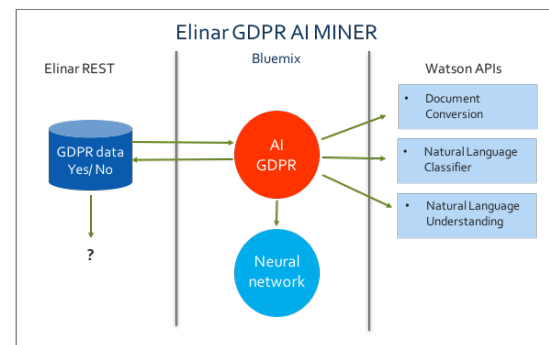 Elinar GDPR AI MINER
Elinar REST
Bluemix
Watson APIs
GDPR data
Yes/ No
?
AI
GDPR
Neural
network
• Document
Conversion
• Natural Language
Classifier
• Natural Language
Understanding